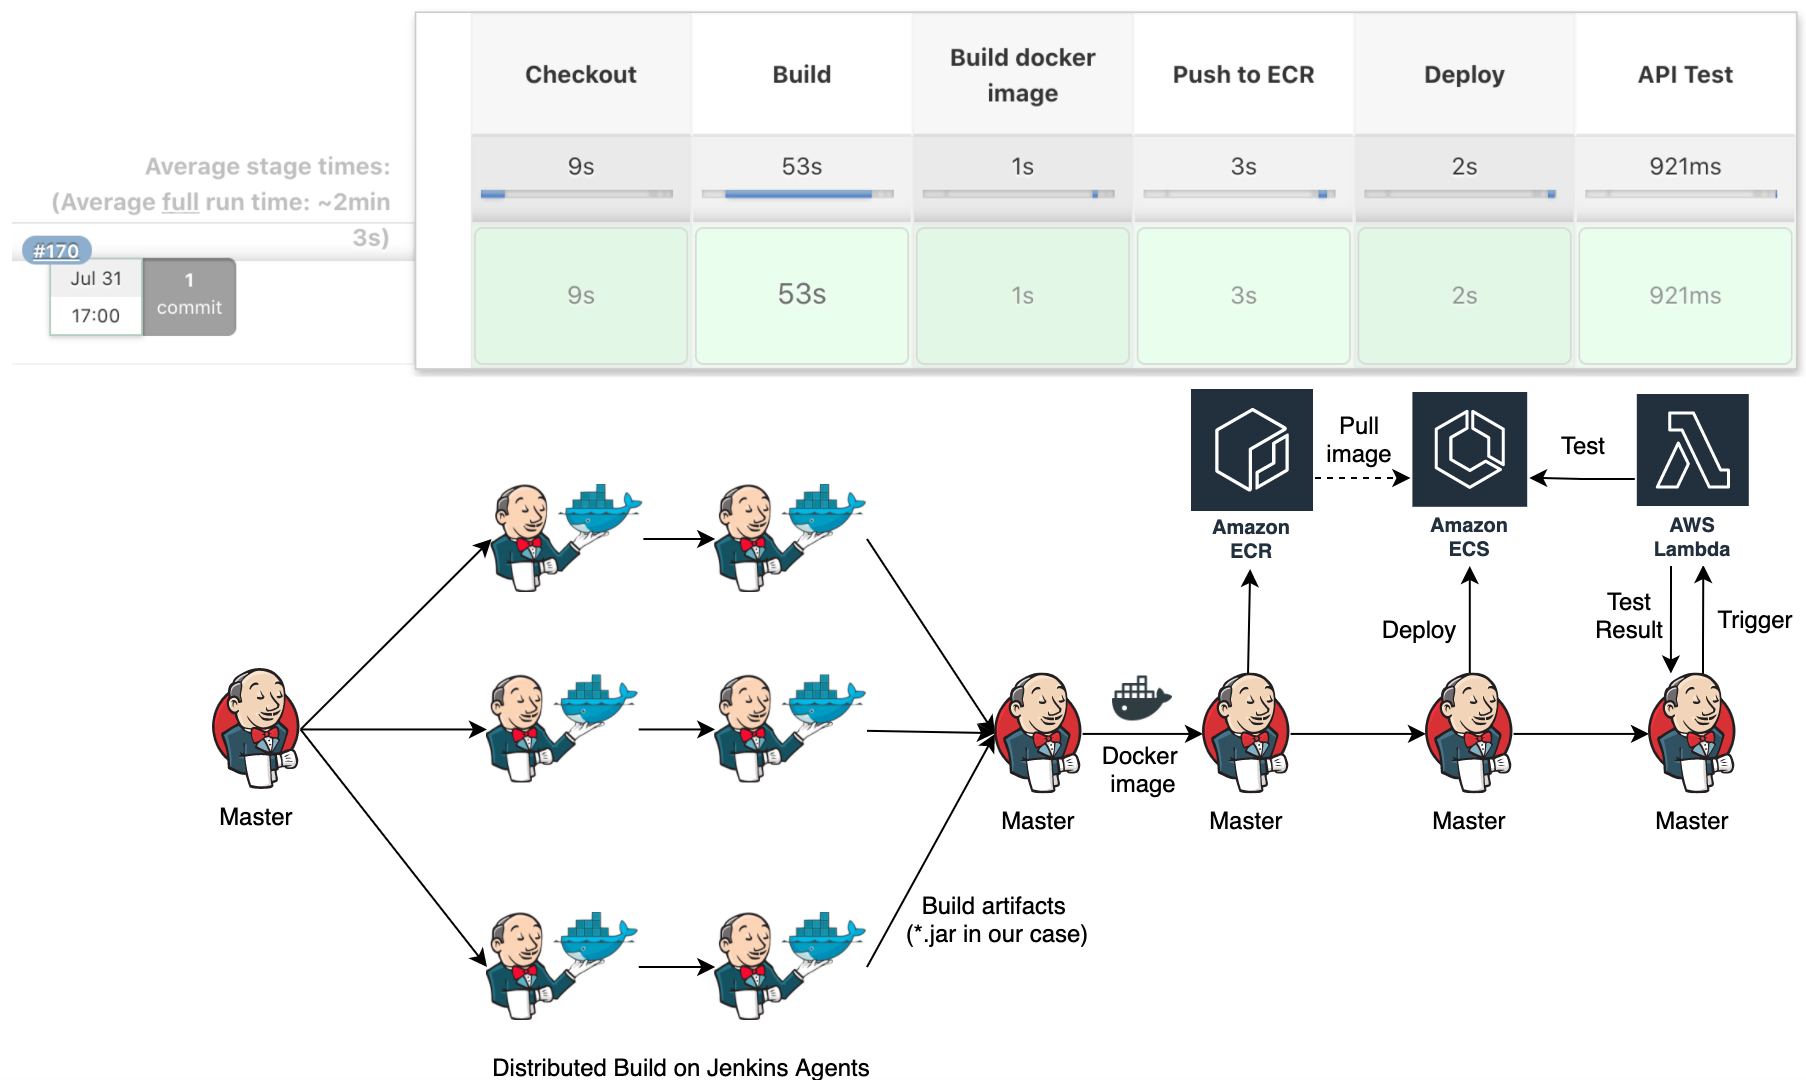 Checkout
Build
Build docker
image
Push to ECR
Deploy
API Test
Average stage times:
(Average full run time: ~2min
3s)
9s
53s
1s
3s
2s
921ms
#170
Jul 31
17:00
1
commit
9s
53s
1s
3s
2s
921ms
Pull
image
Test
Amazon
ECR
Amazon
ECS
AWS
Lambda
Deploy
Test
Result
Trigger
Master
Docker
image
Master
Master
Master
Master
Build artifacts
(*.jar in our case)
Distributed Build on Jenkins Agents